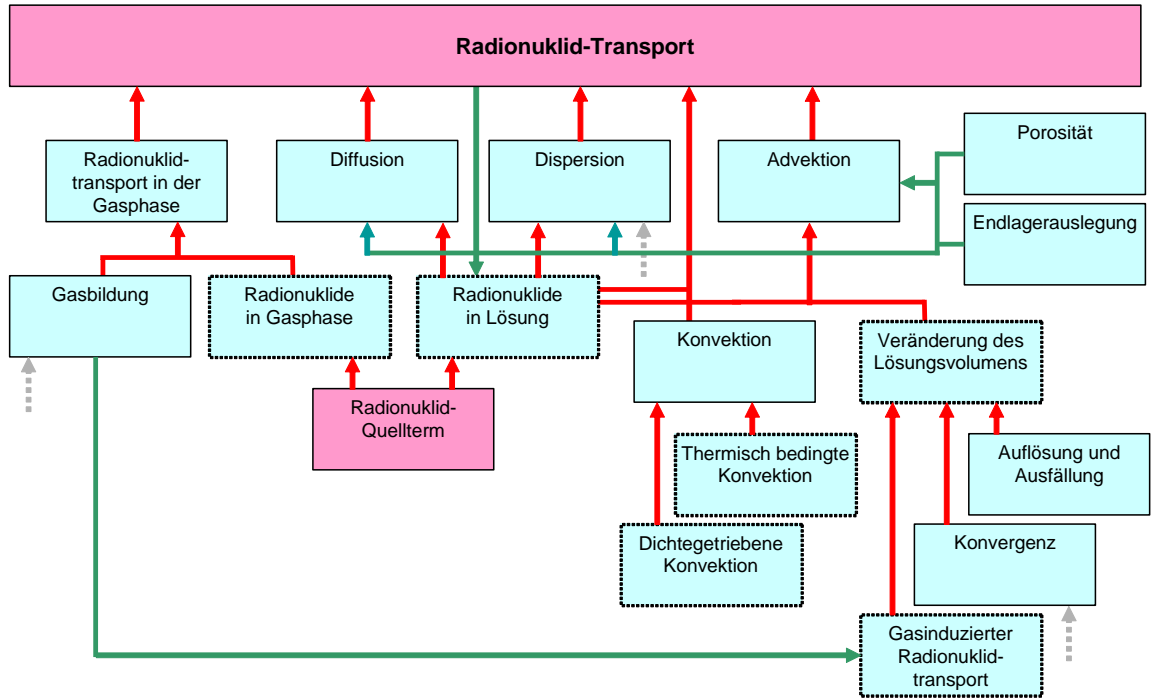 Radionuklid-Transport
Radionuklid-
transport in der
Gasphase
Diffusion
Dispersion
Advektion
Porosität
Endlagerauslegung
Gasbildung
Radionuklide
in Gasphase
Radionuklide
in Lösung
Konvektion
Veränderung des
Lösungsvolumens
Radionuklid-
Quellterm
Thermisch bedingte
Konvektion
Auflösung und
Ausfällung
Dichtegetriebene
Konvektion
Konvergenz
Gasinduzierter
Radionuklid-
transport